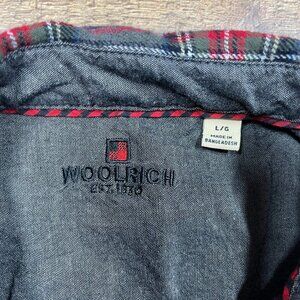 WOOLRICH
EST. 1830
L/G
MADE IN
BANGLADESH